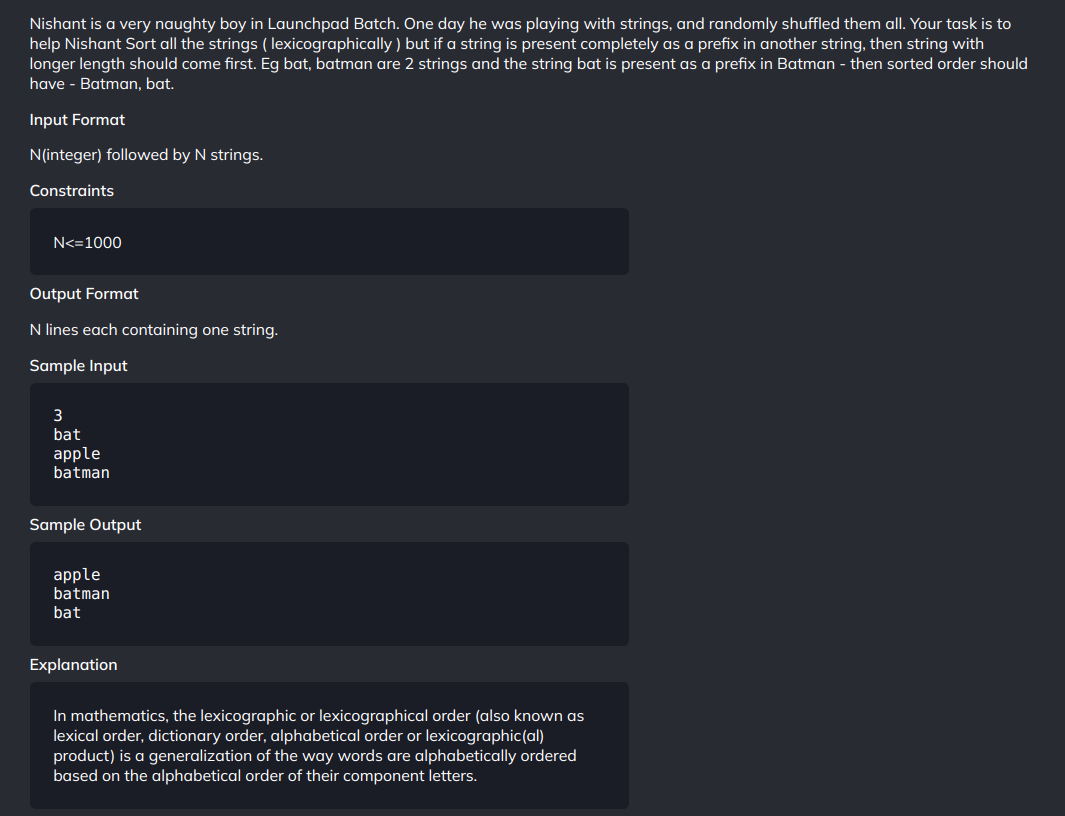 Nishant is a very naughty boy in Launchpad Batch. One day he was playing with strings, and randomly shuffled them all. Your task is to
help Nishant Sort all the strings ( lexicographically ) but if a string is present completely as a prefix in another string, then string with
longer length should come first. Eg bat, batman are 2 strings and the string bat is present as a prefix in Batman - then sorted order should
have - Batman, bat.
Input Format
N(integer) followed by N strings.
Constraints
N<=1000
Output Format
N lines each containing one string.
Sample Input
3
bat
apple
batman
Sample Output
apple
batman
bat
Explanation
In mathematics, the lexicographic or lexicographical order (also known as
lexical order, dictionary order, alphabetical order or lexicographic(al)
product) is a generalization of the way words are alphabetically ordered
based on the alphabetical order of their component letters.